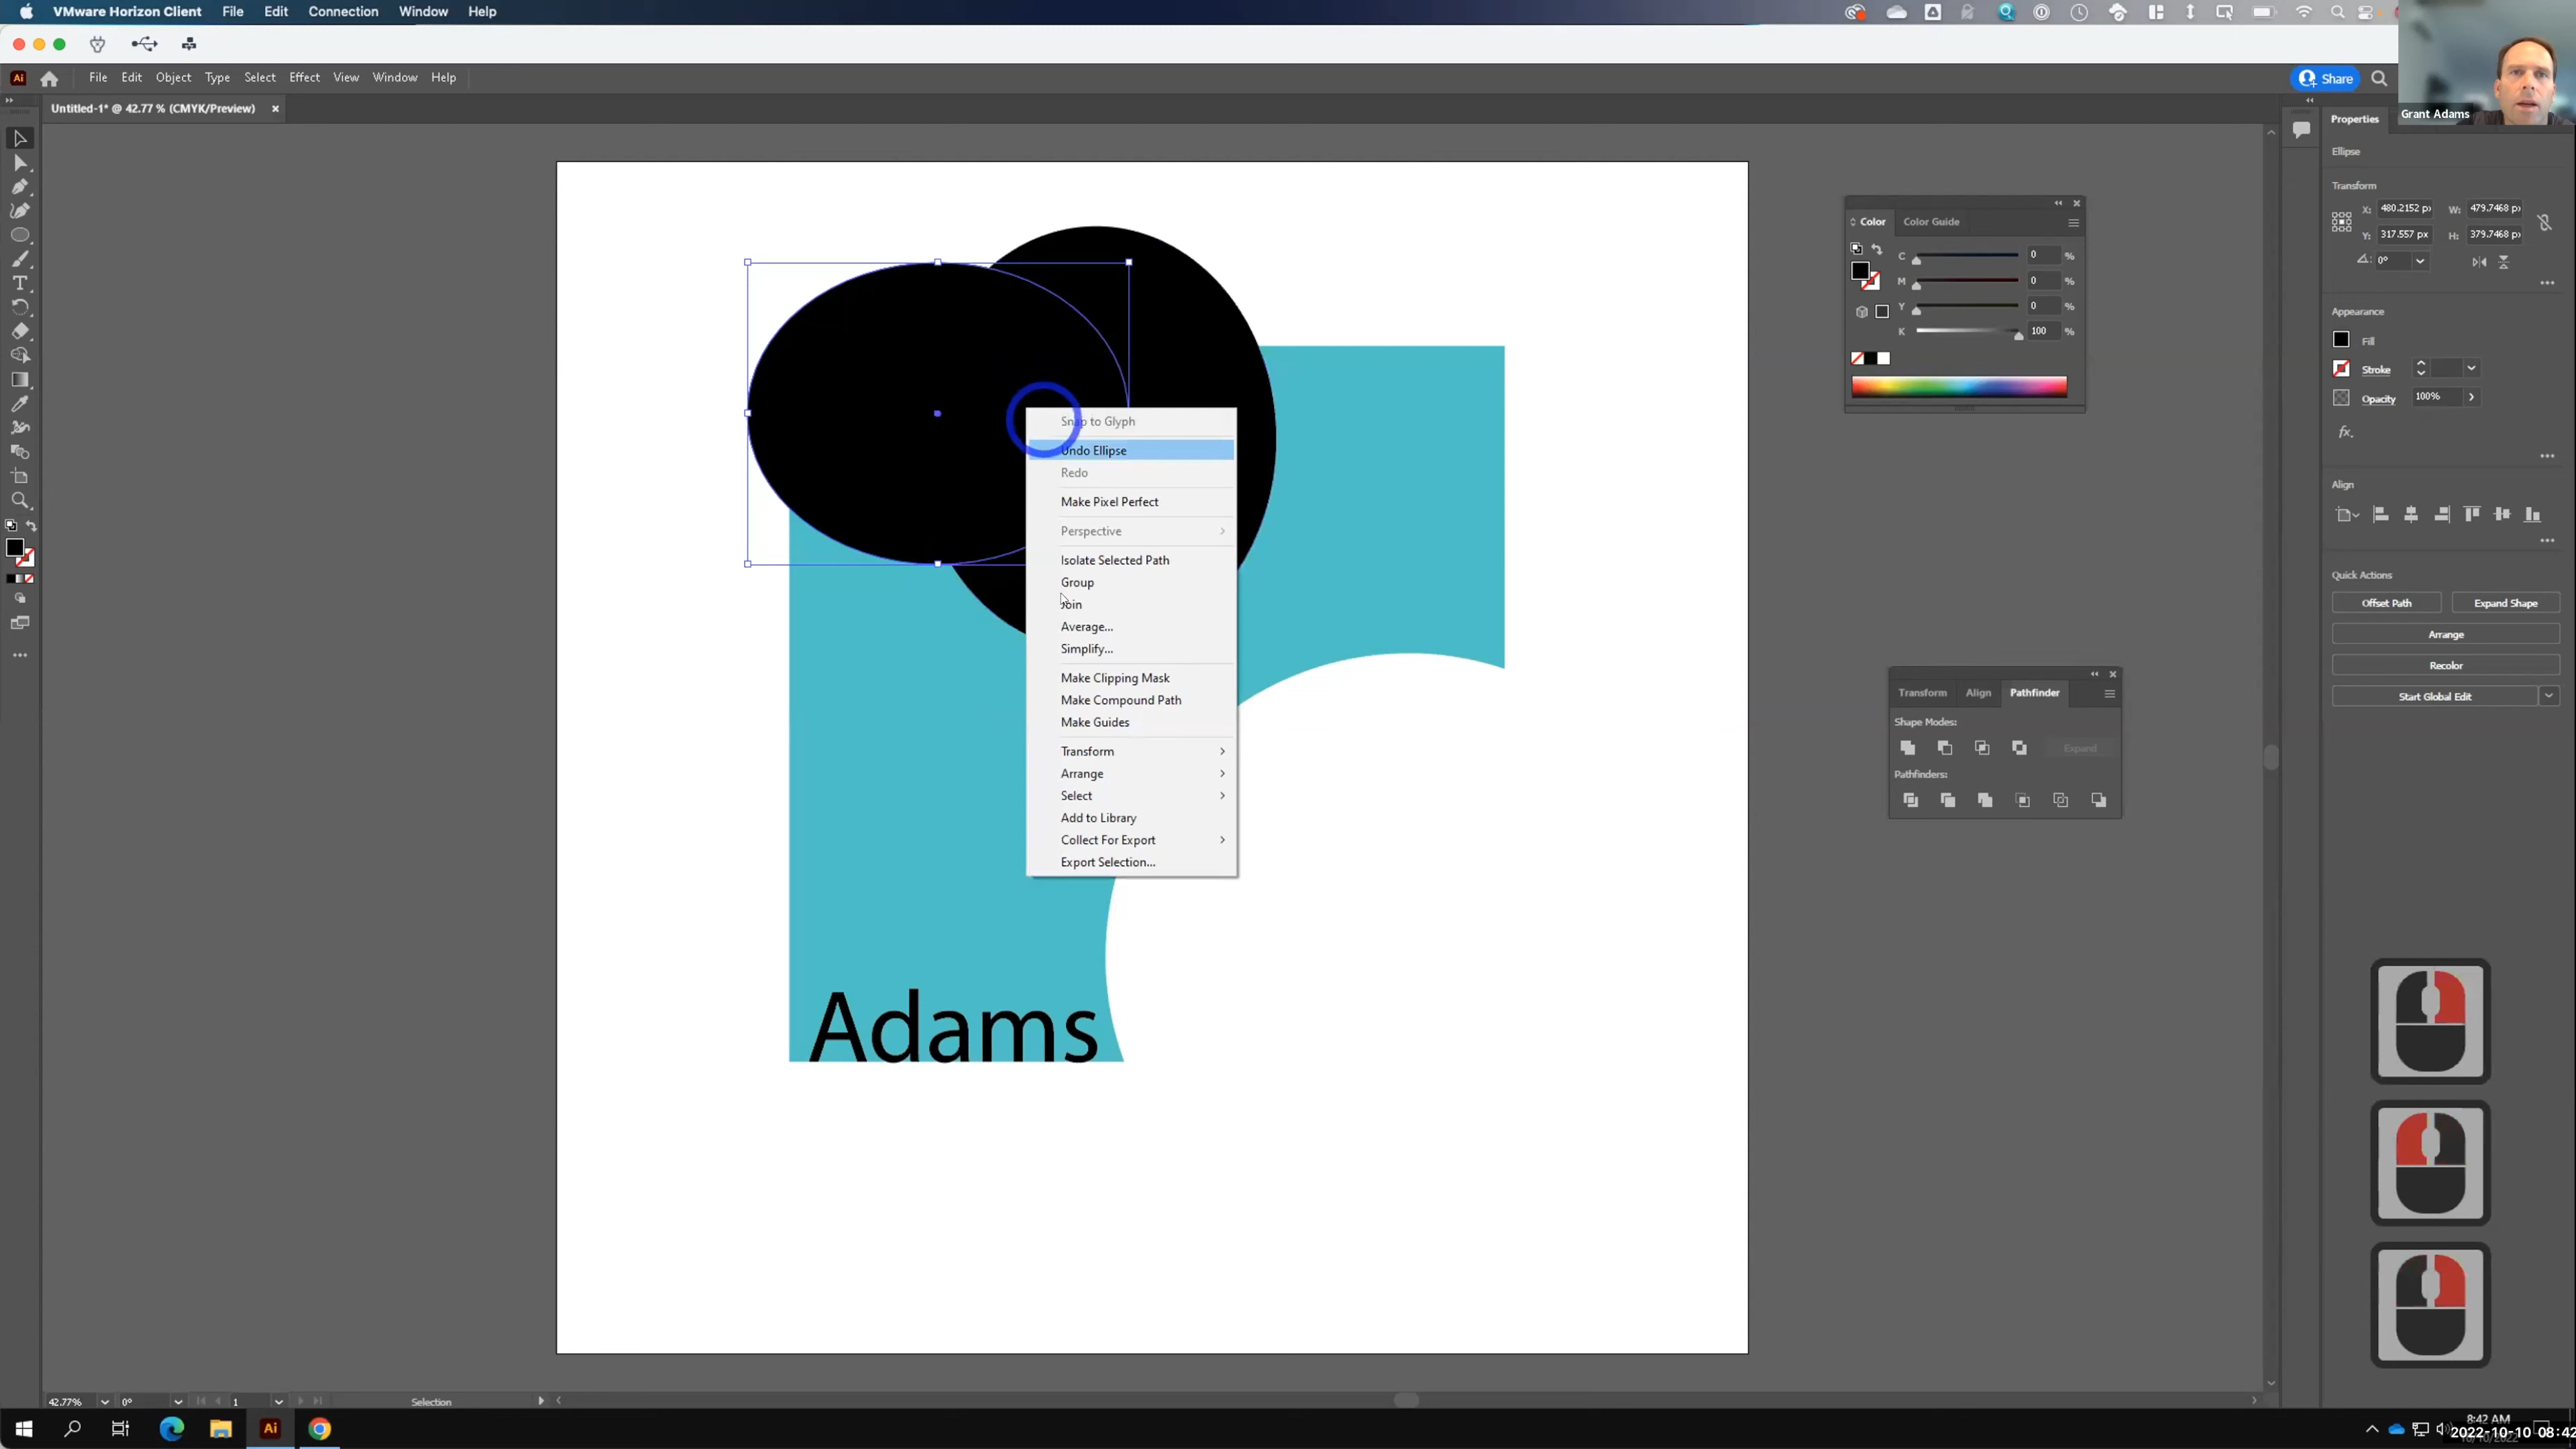 VMware Horizon Client File Edit Connection Window Help
Grant Adams
Ai File Edit Object Type Select Effect View Window Help
Share
Untitled-1* @ 42.77 % (CMYK/Preview)
Properties
Ellipse
Transform
X: 480.2152 px W: 479.7468 px
Y: 317.557 px H: 379.7468 px
0°
Appearance
Fill
Stroke
Opacity 100%
fx.
Align
Quick Actions
Offset Path Expand Shape
Arrange
Recolor
Start Global Edit
Color Color Guide
C 0 %
M 0 %
Y 0 %
K 100 %
Transform Align Pathfinder
Shape Modes:
Expand
Pathfinders:
Snap to Glyph
Undo Ellipse
Redo
Make Pixel Perfect
Perspective
Isolate Selected Path
Group
Join
Average...
Simplify...
Make Clipping Mask
Make Compound Path
Make Guides
Transform
Arrange
Select
Add to Library
Collect For Export
Export Selection...
Adams
42.77% 0° 1 Selection
Ai
8:42 AM
2022-10-10 08:42